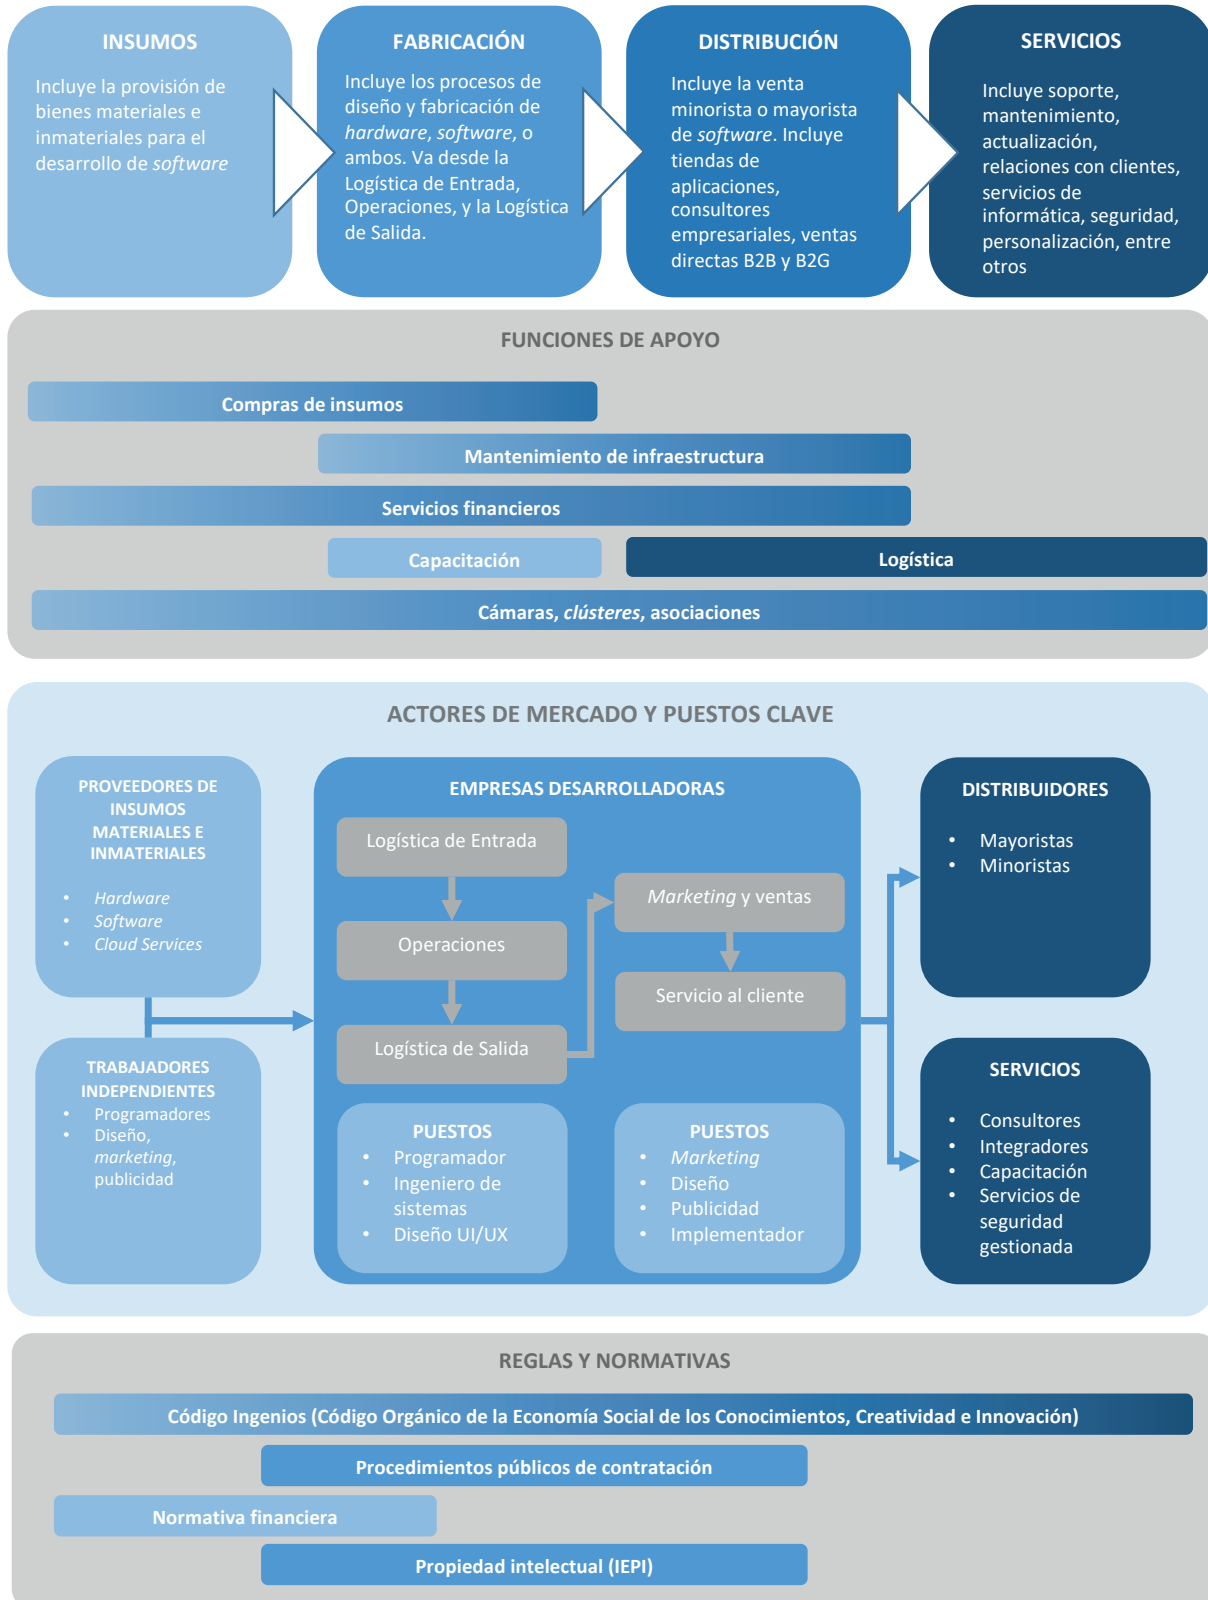 INSUMOS
Incluye la provisión de
bienes materiales e
inmateriales para el
desarrollo de software
FABRICACIÓN
Incluye los procesos de
diseño y fabricación de
hardware, software, o
ambos. Va desde la
Logística de Entrada,
Operaciones, y la Logística
de Salida.
DISTRIBUCIÓN
Incluye la venta
minorista o mayorista
de software. Incluye
tiendas de
aplicaciones,
consultores
empresariales, ventas
directas B2B y B2G
SERVICIOS
Incluye soporte,
mantenimiento,
actualización,
relaciones con clientes,
servicios de
informática, seguridad,
personalización, entre
otros
FUNCIONES DE APOYO
Compras de insumos
Mantenimiento de infraestructura
Servicios financieros
Capacitación
Logística
Cámaras, clústeres, asociaciones
ACTORES DE MERCADO Y PUESTOS CLAVE
PROVEEDORES DE
INSUMOS
MATERIALES E
INMATERIALES
• Hardware
• Software
• Cloud Services
TRABAJADORES
INDEPENDIENTES
• Programadores
• Diseño,
marketing,
publicidad
EMPRESAS DESARROLLADORAS
Logística de Entrada
Operaciones
Logística de Salida
Marketing y ventas
Servicio al cliente
PUESTOS
• Programador
• Ingeniero de
sistemas
• Diseño UI/UX
PUESTOS
• Marketing
• Diseño
• Publicidad
• Implementador
DISTRIBUIDORES
• Mayoristas
• Minoristas
SERVICIOS
• Consultores
• Integradores
• Capacitación
• Servicios de
seguridad
gestionada
REGLAS Y NORMATIVAS
Código Ingenios (Código Orgánico de la Economía Social de los Conocimientos, Creatividad e Innovación)
Procedimientos públicos de contratación
Normativa financiera
Propiedad intelectual (IEPI)